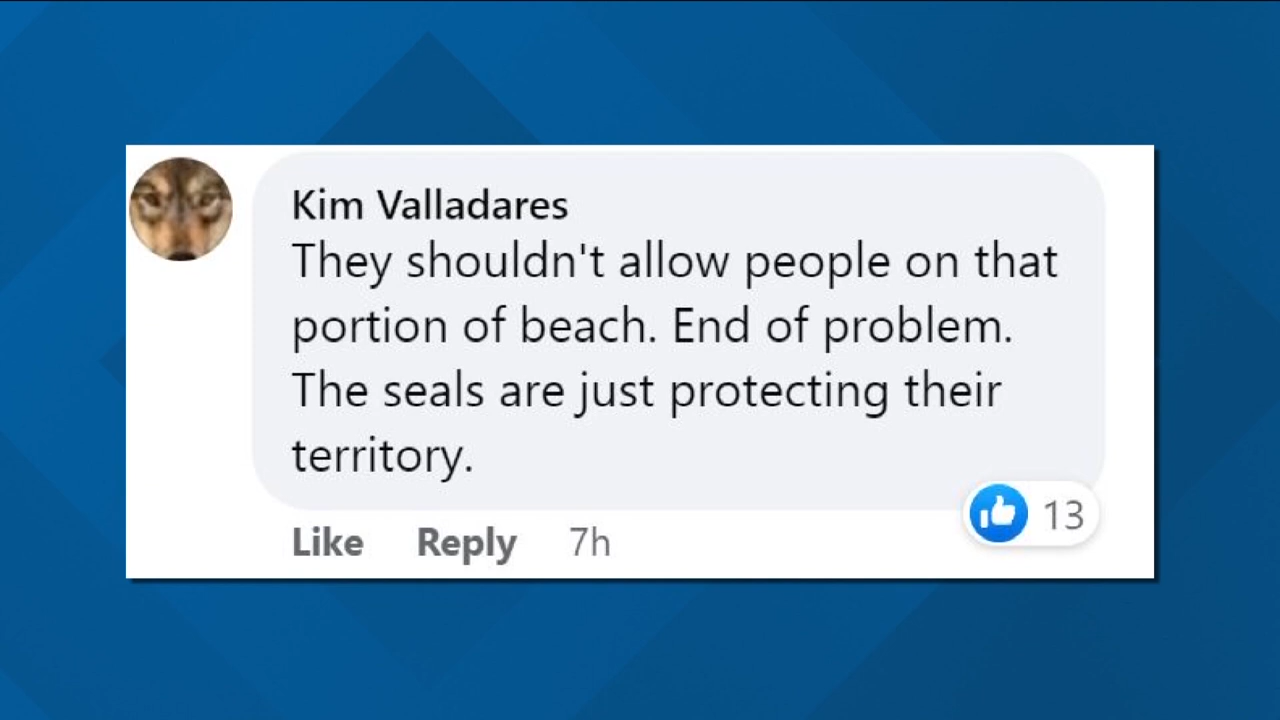 Kim Valladares
They shouldn't allow people on that
portion of beach. End of problem.
The seals are just protecting their
territory.
13
Like Reply 7h